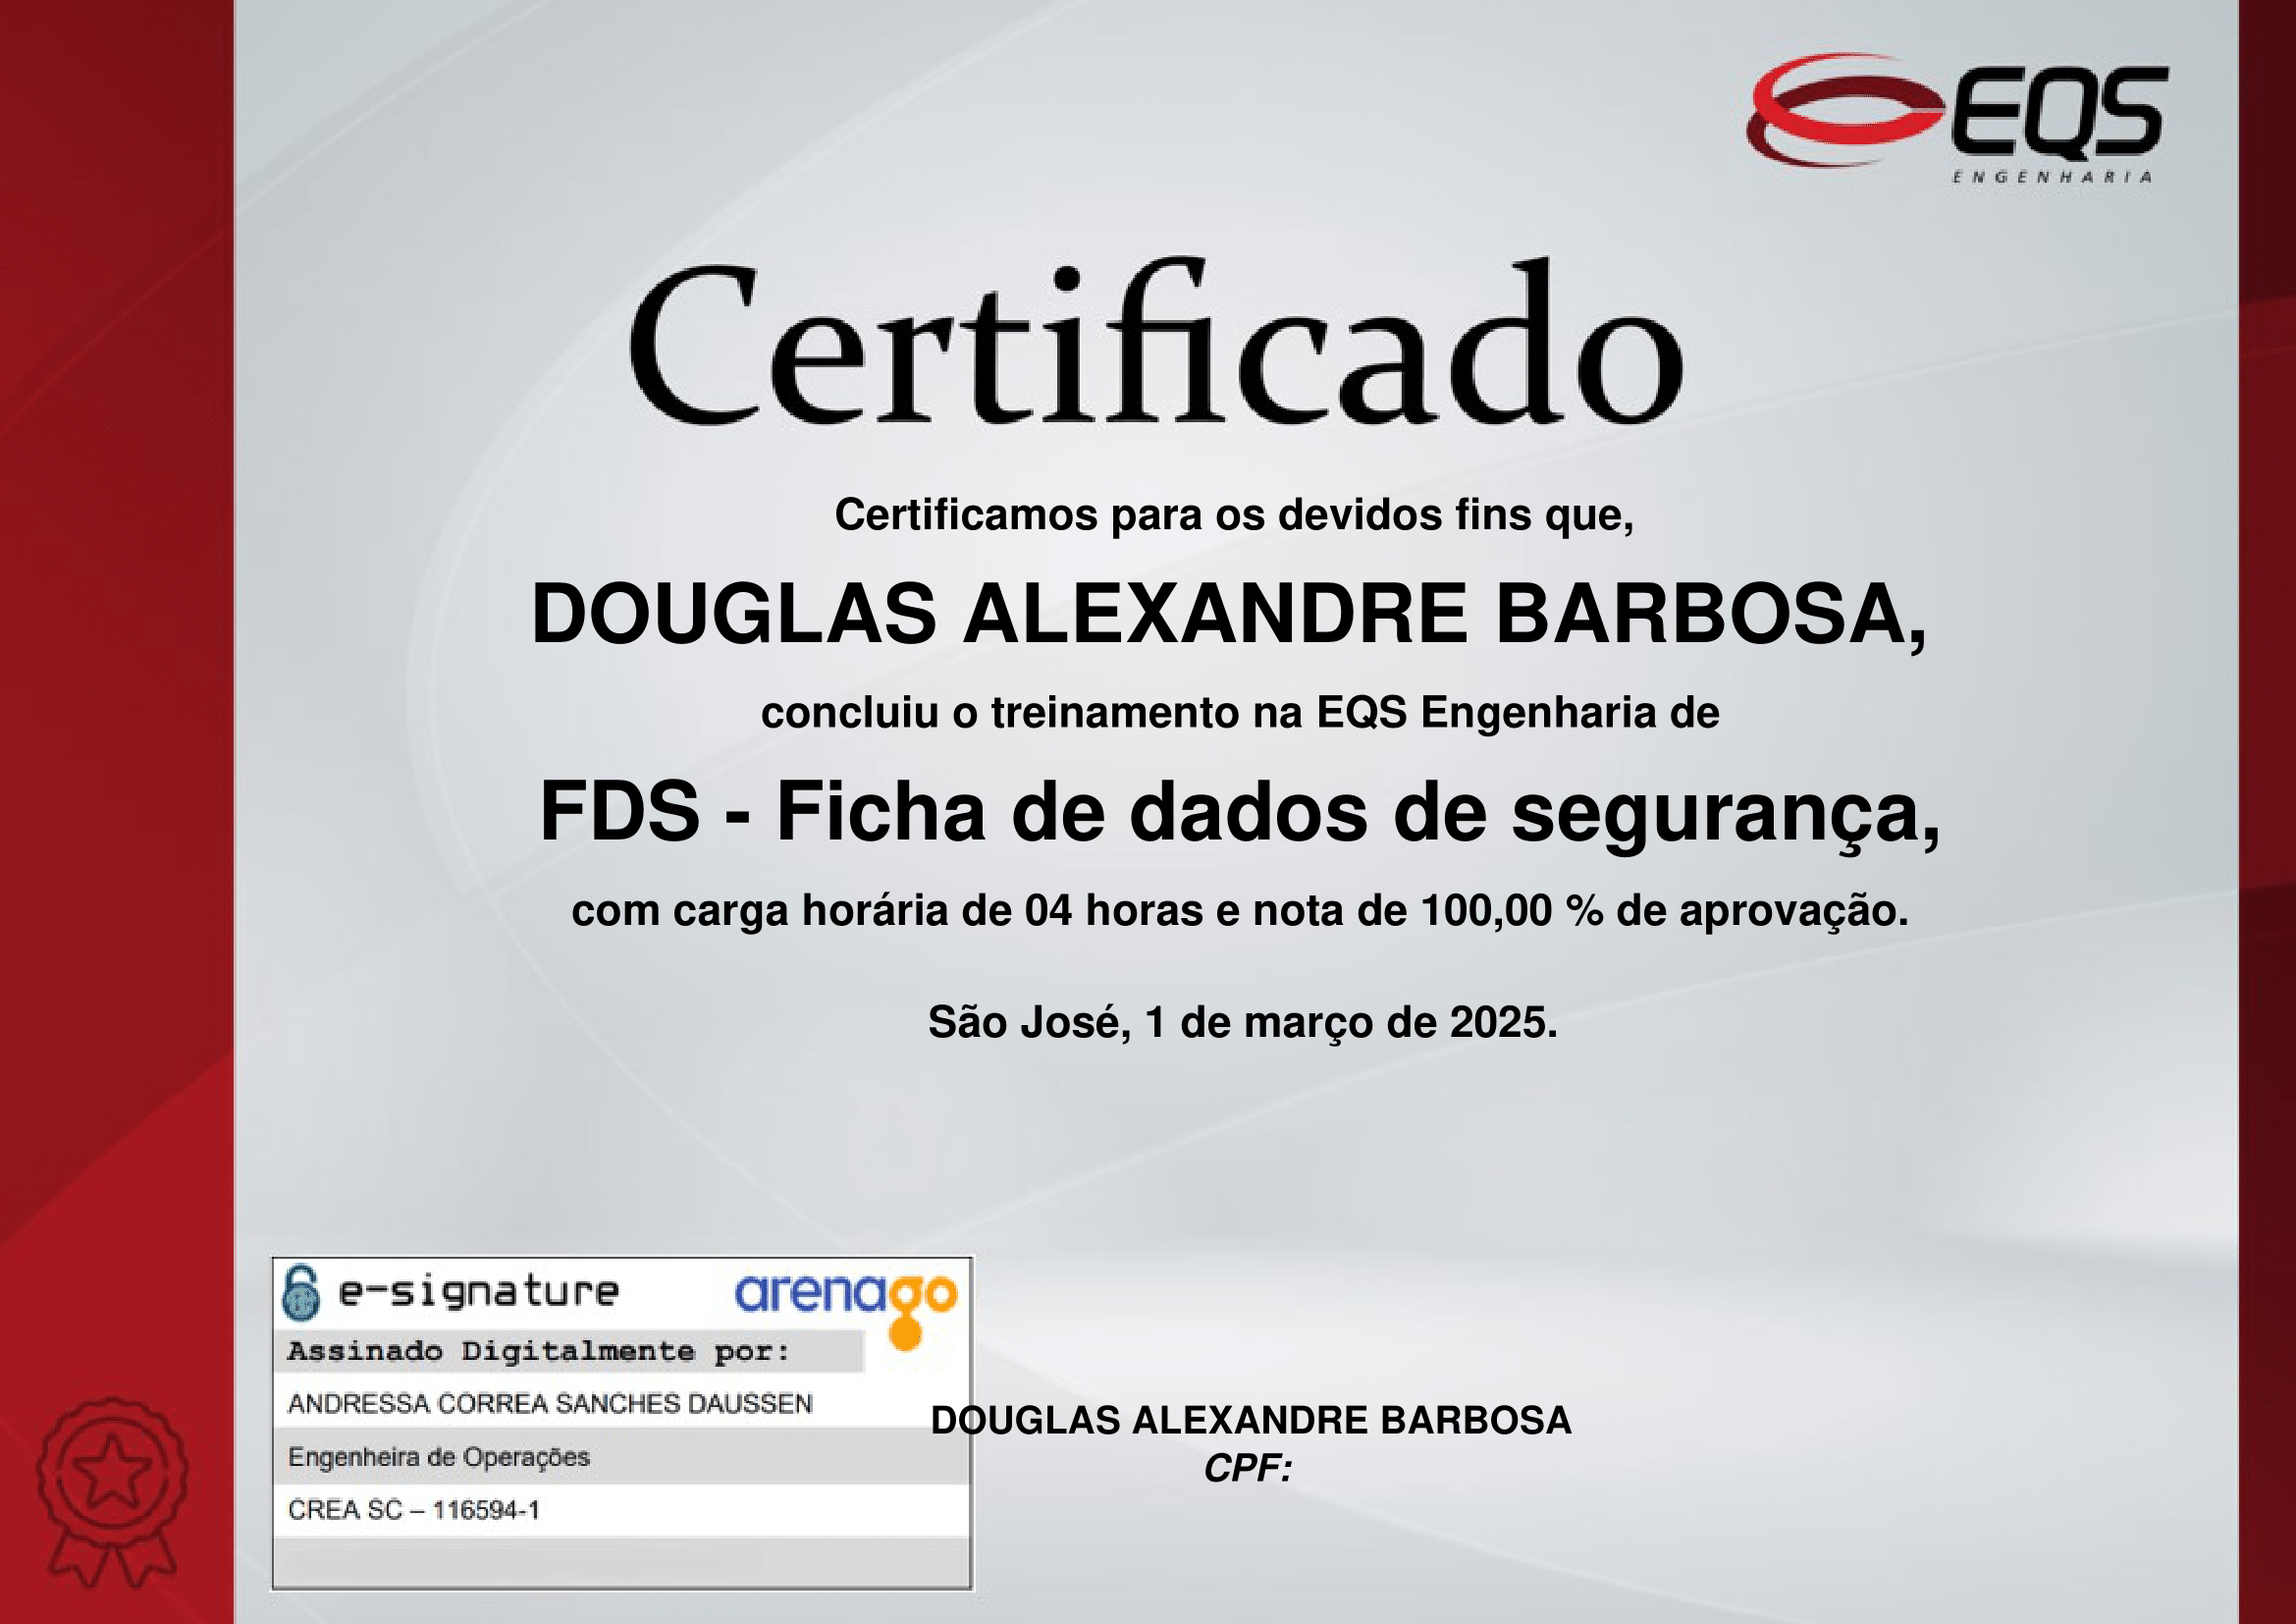 EQS
ENGENHARIA
Certificado
Certificamos para os devidos fins que,
DOUGLAS ALEXANDRE BARBOSA,
concluiu o treinamento na EQS Engenharia de
FDS - Ficha de dados de segurança,
com carga horária de 04 horas e nota de 100,00 % de aprovação.
São José, 1 de março de 2025.
e-signature arenago
Assinado Digitalmente por:
ANDRESSA CORREA SANCHES DAUSSEN
Engenheira de Operações
CREA SC – 116594-1
DOUGLAS ALEXANDRE BARBOSA
CPF: